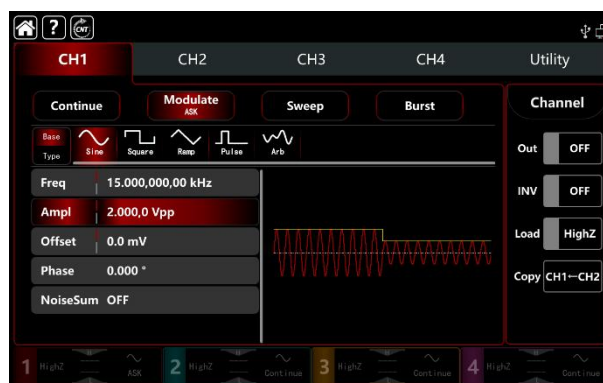 ? CNT
CH1 CH2 CH3 CH4 Utility
Continue Modulate Sweep Burst Channel
ASK
Base
Type Sine Square Ramp Pulse Arb
Out OFF
Freq 15.000,000,00 kHz
INV OFF
Ampl 2.000,0 Vpp
Load HighZ
Offset 0.0 mV
Phase 0.000 °
Copy CH1←CH2
NoiseSum OFF
1 HighZ ASK 2 HighZ Continue 3 HighZ Continue 4 HighZ Continue